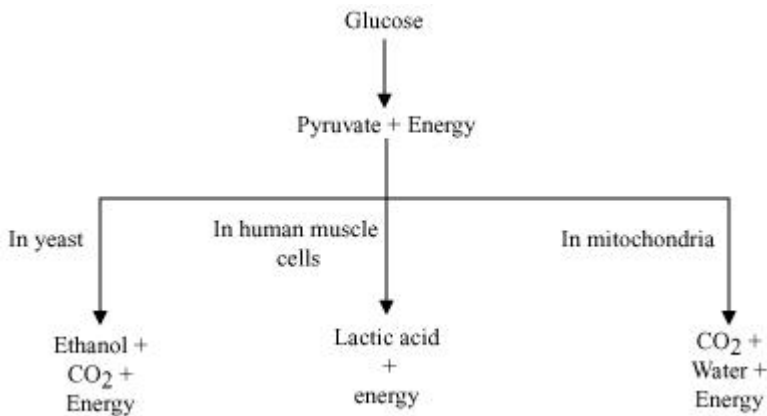 Glucose
Pyruvate + Energy
In yeast
In human muscle
cells
In mitochondria
Ethanol +
CO2 +
Energy
Lactic acid
+
energy
CO2 +
Water +
Energy